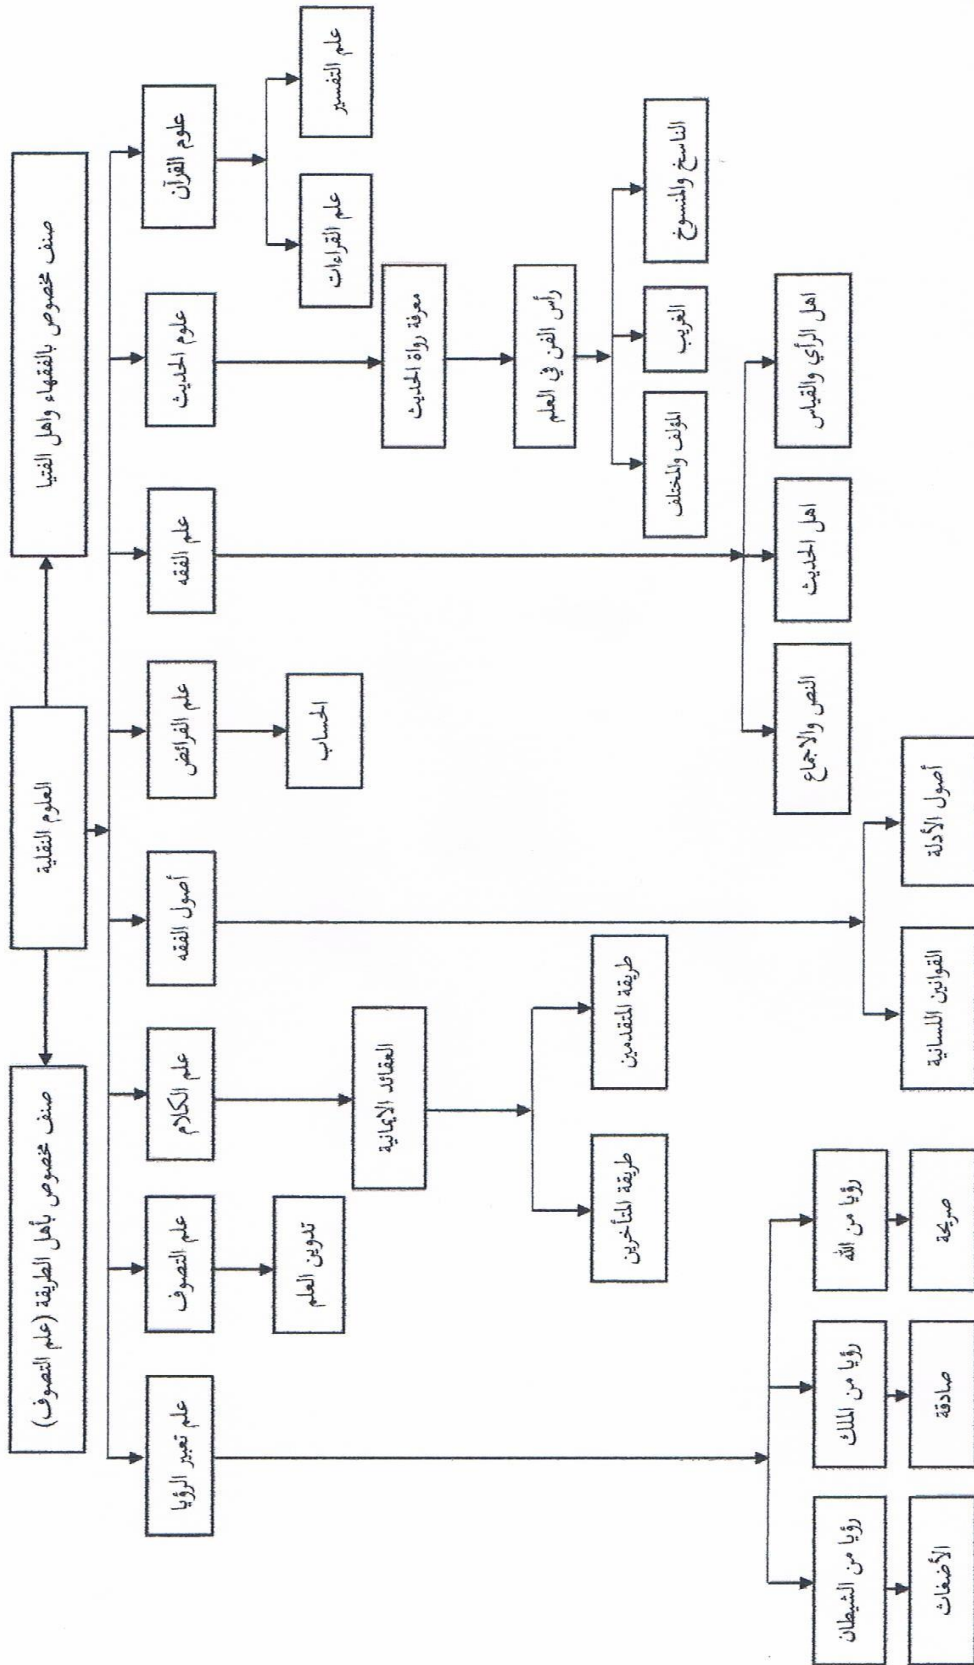 صنف مخصوص بالفقهاء واهل الفتيا
العلوم النقلية
صنف مخصوص بأهل الطريقة (علم التصوف)
علوم القرآن
علوم الحديث
علم الفقه
علم الفرائض
أصول الفقه
علم الكلام
علم التصوف
علم تعبير الرؤيا
علم التفسير
علم القراءات
معرفة رواة الحديث
رأس الفن في العلم
الناسخ والمنسوخ
الغريب
المؤلف والمختلف
اهل الرأي والقياس
اهل الحديث
النص والاجماع
الحساب
أصول الأدلة
القوانين اللسانية
العقائد الايمانية
طريقة المتقدمين
طريقة المتأخرين
تدوين العلم
رؤيا من الله
رؤيا من الملك
رؤيا من الشيطان
صريحة
صادقة
الأضغاث